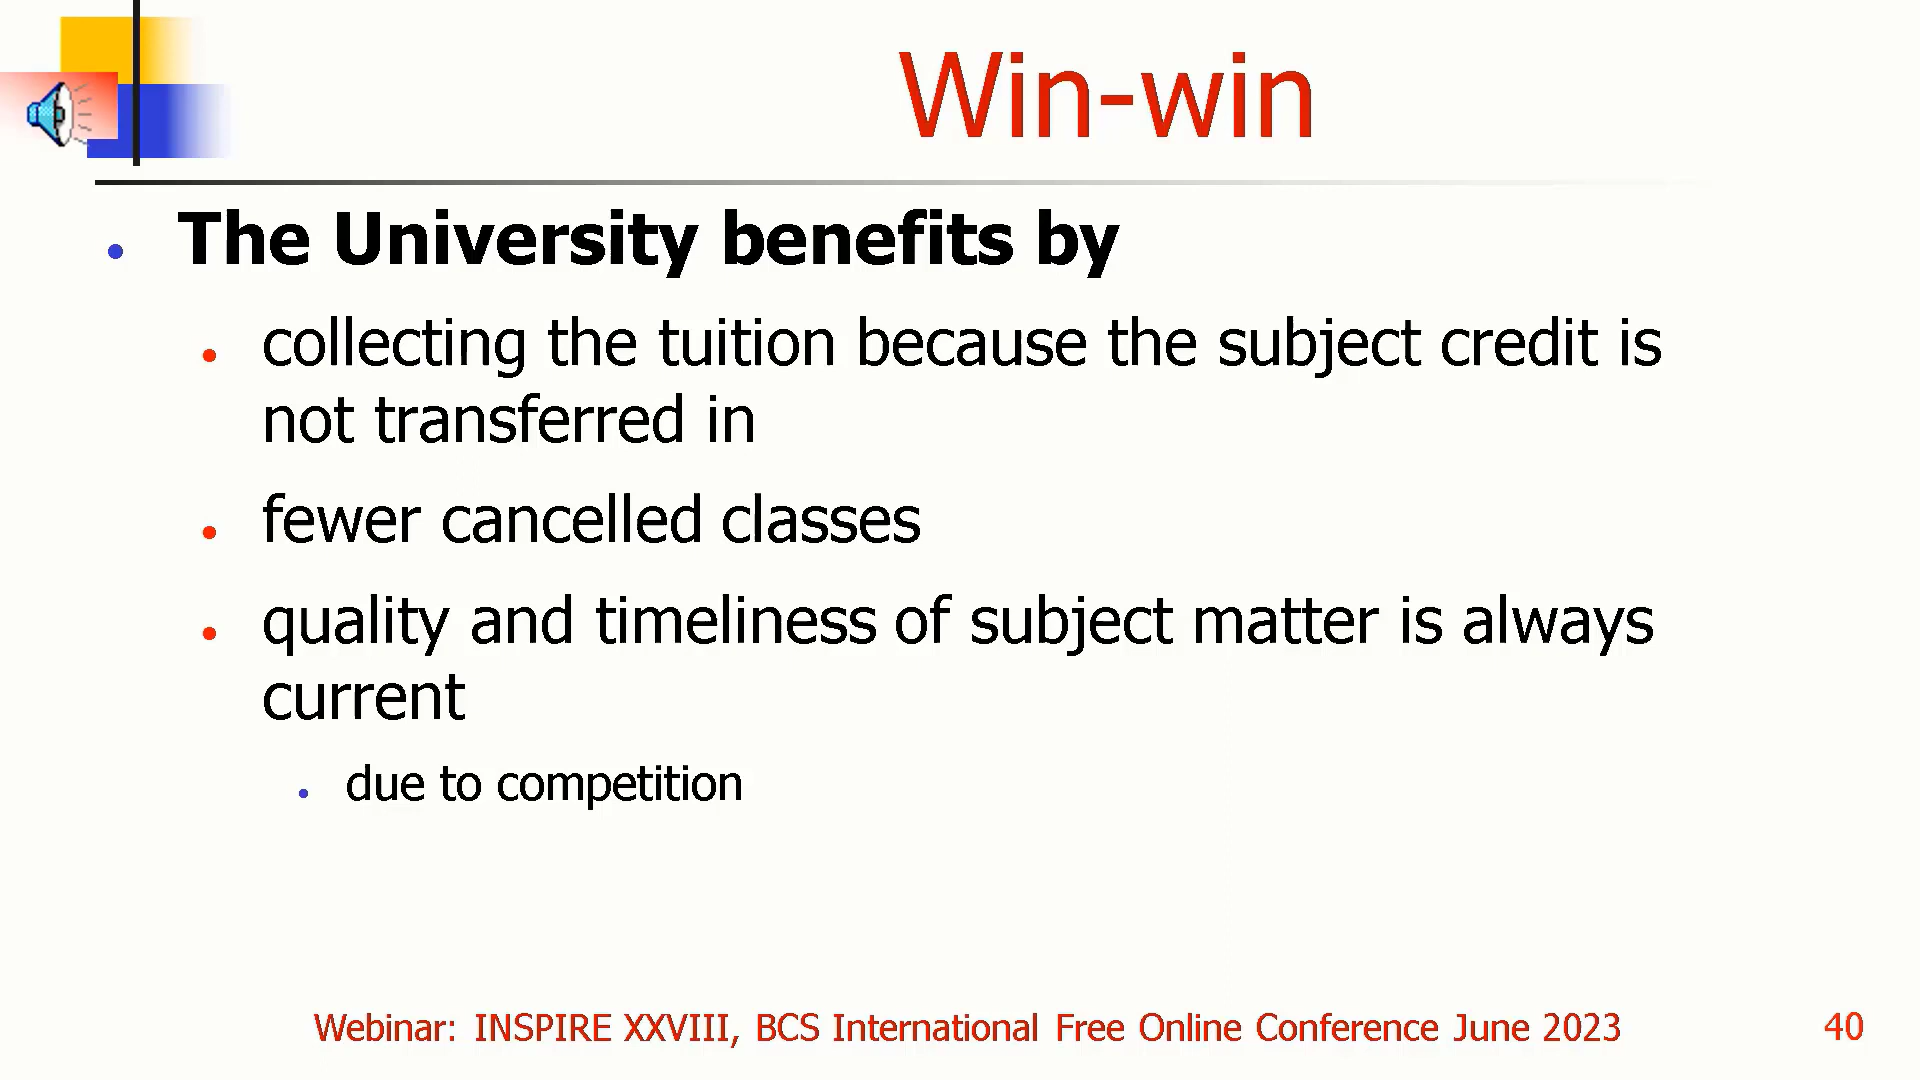 Win-win
The University benefits by
collecting the tuition because the subject credit is
not transferred in
fewer cancelled classes
quality and timeliness of subject matter is always
current
due to competition
Webinar: INSPIRE XXVIII, BCS International Free Online Conference June 2023
40